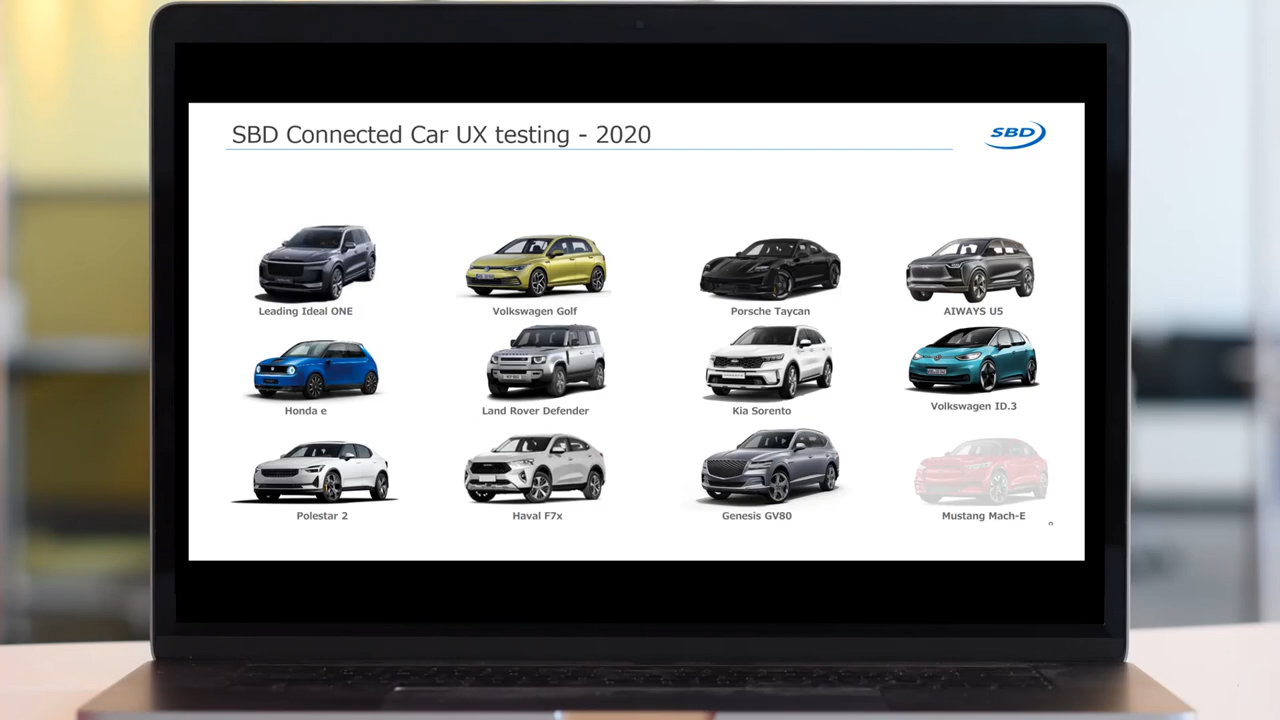 SBD Connected Car UX testing - 2020
SBD
Leading Ideal ONE
Volkswagen Golf
Porsche Taycan
AIWAYS U5
Honda e
Land Rover Defender
Kia Sorento
Volkswagen ID.3
Polestar 2
Haval F7x
Genesis GV80
Mustang Mach-E